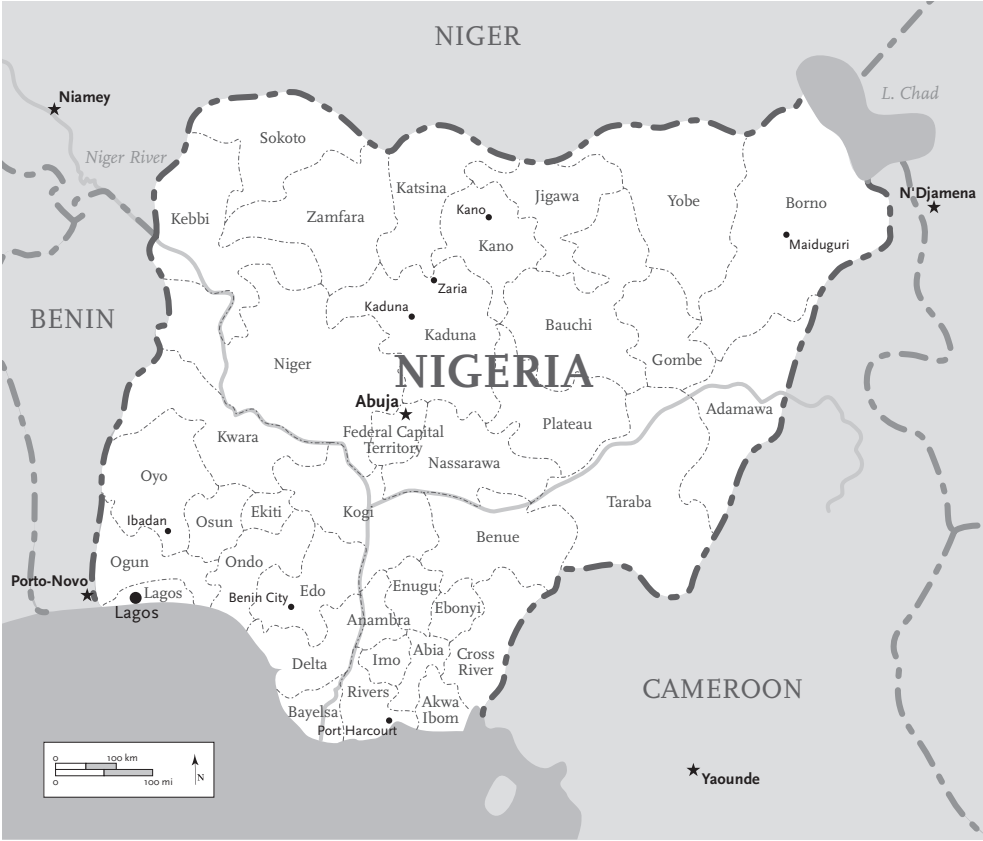 NIGER
L. Chad
Niamey
Sokoto
Niger River
Katsina
Jigawa
N'Djamena
Kebbi
Zamfara
Kano
Yobe
Borno
Kano
Maiduguri
Zaria
Kaduna
BENIN
Bauchi
Kaduna
Niger
Gombe
NIGERIA
Abuja
Adamawa
Plateau
Federal Capital
Territory
Kwara
Nassarawa
Oyo
Taraba
Kogi
Ekiti
Osun
Ibadan
Benue
Ogun
Ondo
Porto-Novo
Enugu
Edo
Lagos
Benin City
Ebonyi
Lagos
Anambra
Abia
Cross
River
Imo
Delta
CAMEROON
Rivers
Akwa
Ibom
Bayelsa
Port Harcourt
0 100 km
0 100 mi
N
Yaounde